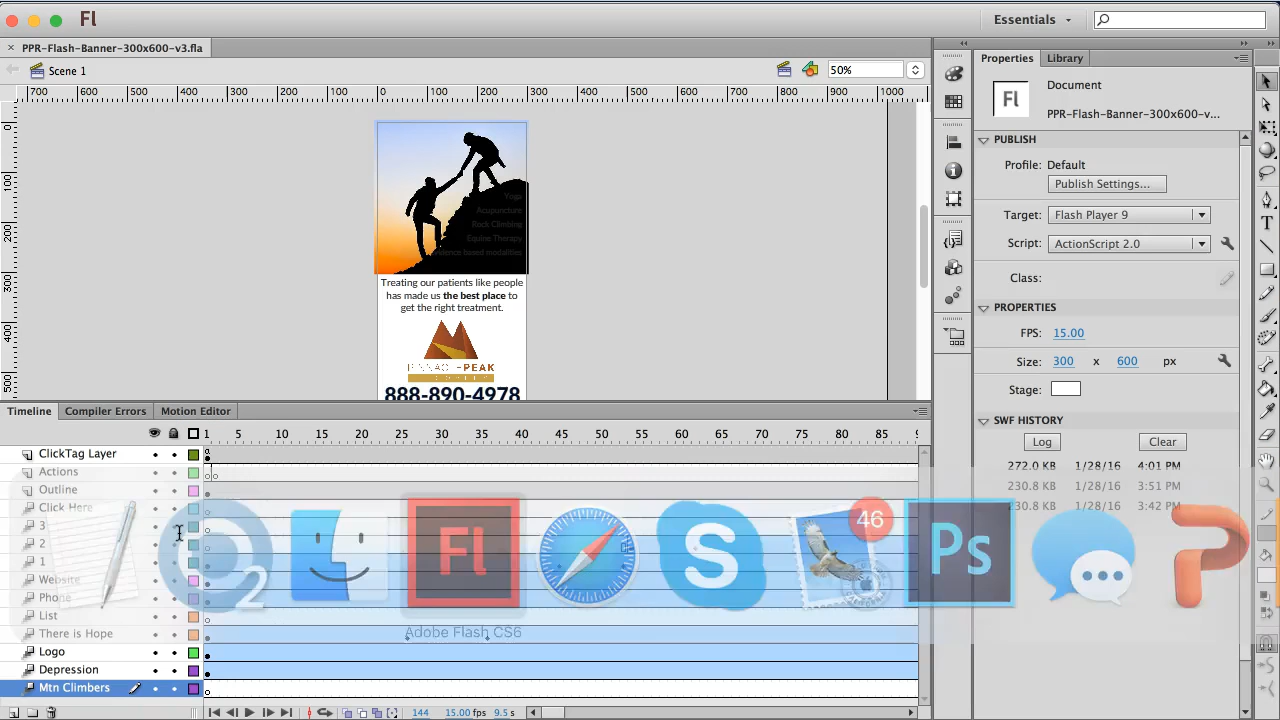 Fl
Essentials
× PPR-Flash-Banner-300x600-v3.fla
Scene 1
50%
700 600 500 400 300 200 100 0 100 200 300 400 500 600 700 800 900 1000
0
100
200
300
400
500
Yoga
Acupuncture
Rock Climbing
Equine Therapy
Treating our patients like people
has made us the best place to
get the right treatment.
888-890-4978
Properties Library
Fl
Document
PPR-Flash-Banner-300x600-v...
PUBLISH
Profile: Default
Publish Settings...
Target: Flash Player 9
Script: ActionScript 2.0
Class:
PROPERTIES
FPS: 15.00
Size: 300 x 600 px
Stage:
SWF HISTORY
Log Clear
272.0 KB 1/28/16 4:01 PM
230.8 KB 1/28/16 3:51 PM
230.8 KB 1/28/16 3:42 PM
Timeline Compiler Errors Motion Editor
1 5 10 15 20 25 30 35 40 45 50 55 60 65 70 75 80 85
ClickTag Layer
Actions
Outline
Click Here
3
2
1
Website
Phone
List
There is Hope
Logo
Depression
Mtn Climbers
Fl
S
46
Ps
Adobe Flash CS6
144 15.00 fps 9.5 s